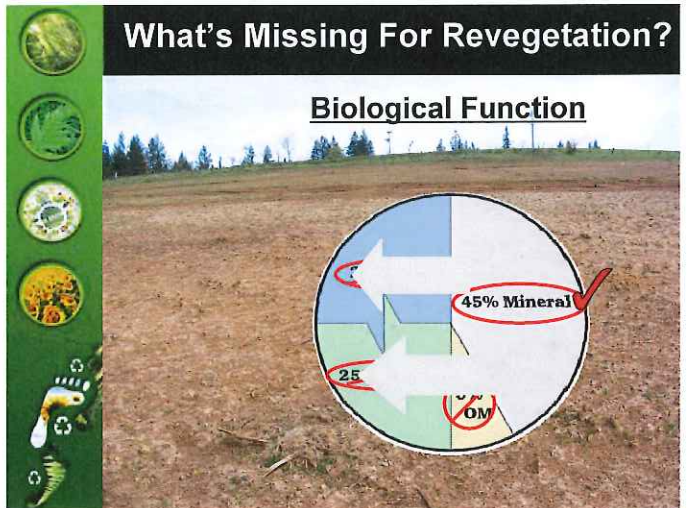 What's Missing For Revegetation?
Biological Function
45% Mineral
25
OM